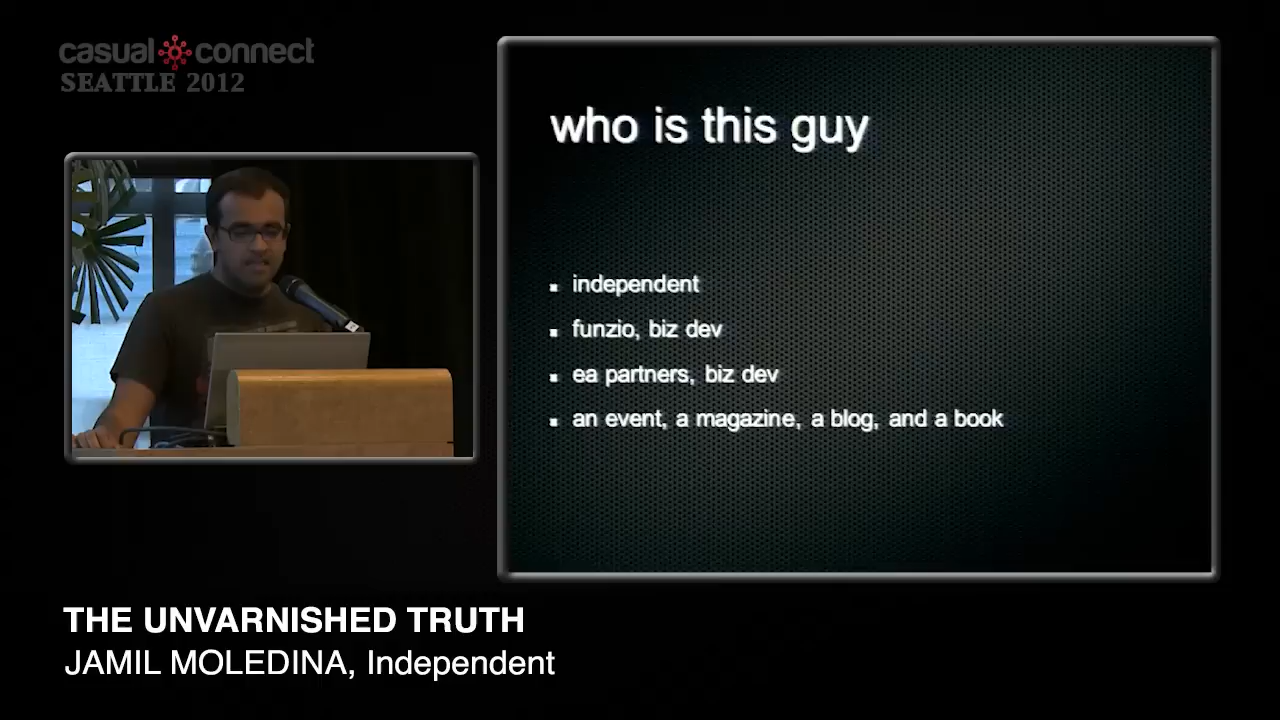 casual connect
SEATTLE 2012
who is this guy
independent
funzio, biz dev
ea partners, biz dev
an event, a magazine, a blog, and a book
THE UNVARNISHED TRUTH
JAMIL MOLEDINA, Independent